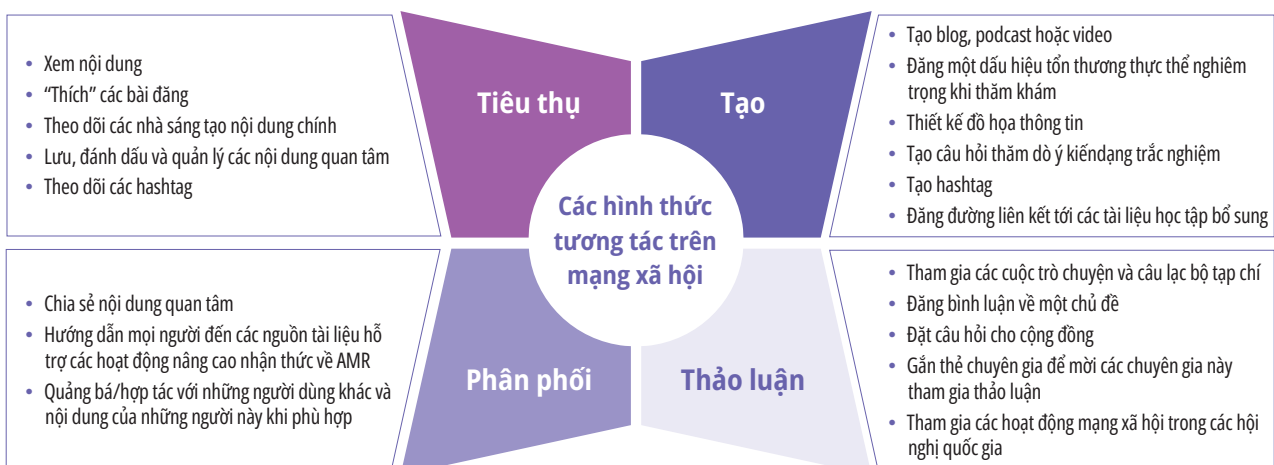 Tiêu thụ
• Xem nội dung
• “Thích” các bài đăng
• Theo dõi các nhà sáng tạo nội dung chính
• Lưu, đánh dấu và quản lý các nội dung quan tâm
• Theo dõi các hashtag
Tạo
• Tạo blog, podcast hoặc video
• Đăng một dấu hiệu tổn thương thực thể nghiêm
trọng khi thăm khám
• Thiết kế đồ họa thông tin
• Tạo câu hỏi thăm dò ý kiếndạng trắc nghiệm
• Tạo hashtag
• Đăng đường liên kết tới các tài liệu học tập bổ sung
Các hình thức
tương tác trên
mạng xã hội
Phân phối
• Chia sẻ nội dung quan tâm
• Hướng dẫn mọi người đến các nguồn tài liệu hỗ
trợ các hoạt động nâng cao nhận thức về AMR
• Quảng bá/hợp tác với những người dùng khác và
nội dung của những người này khi phù hợp
Thảo luận
• Tham gia các cuộc trò chuyện và câu lạc bộ tạp chí
• Đăng bình luận về một chủ đề
• Đặt câu hỏi cho cộng đồng
• Gắn thẻ chuyên gia để mời các chuyên gia này
tham gia thảo luận
• Tham gia các hoạt động mạng xã hội trong các hội
nghị quốc gia